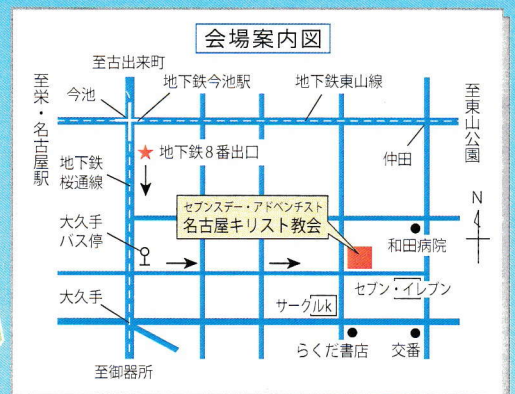 会場案内図
至古出来町
至栄・名古屋駅
今池
地下鉄今池駅
地下鉄東山線
至東山公園
地下鉄8番出口
仲田
地下鉄
桜通線
N
セブンスデー・アドベンチスト
名古屋キリスト教会
大久手
バス停
和田病院
セブン・イレブン
大久手
サークルk
らくだ書店
交番
至御器所